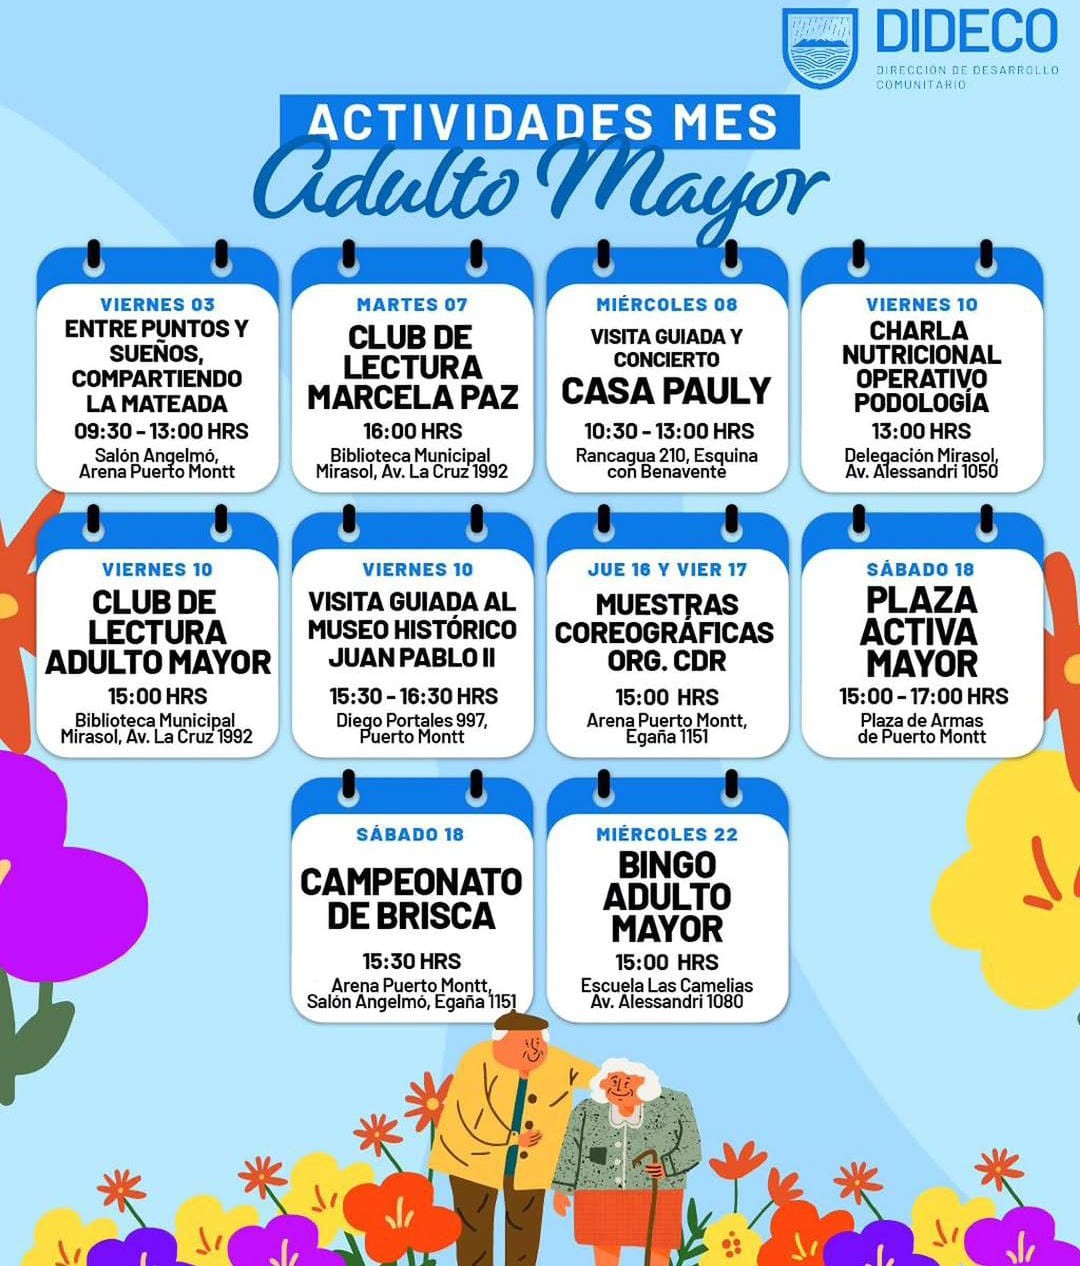 DIDECO
DIRECCIÓN DE DESARROLLO
COMUNITARIO
ACTIVIDADES MES
Adulto Mayor
VIERNES 03
ENTRE PUNTOS Y
SUEÑOS,
COMPARTIENDO
LA MATEADA
09:30 - 13:00 HRS
Salón Angelmó,
Arena Puerto Montt
MARTES 07
CLUB DE
LECTURA
MARCELA PAZ
16:00 HRS
Biblioteca Municipal
Mirasol, Av. La Cruz 1992
MIÉRCOLES 08
VISITA GUIADA Y
CONCIERTO
CASA PAULY
10:30 - 13:00 HRS
Rancagua 210, Esquina
con Benavente
VIERNES 10
CHARLA
NUTRICIONAL
OPERATIVO
PODOLOGÍA
13:00 HRS
Delegación Mirasol,
Av. Alessandri 1050
VIERNES 10
CLUB DE
LECTURA
ADULTO MAYOR
15:00 HRS
Biblioteca Municipal
Mirasol, Av. La Cruz 1992
VIERNES 10
VISITA GUIADA AL
MUSEO HISTÓRICO
JUAN PABLO II
15:30 - 16:30 HRS
Diego Portales 997,
Puerto Montt
JUE 16 Y VIER 17
MUESTRAS
COREOGRÁFICAS
ORG. CDR
15:00 HRS
Arena Puerto Montt,
Egaña 1151
SÁBADO 18
PLAZA
ACTIVA
MAYOR
15:00 - 17:00 HRS
Plaza de Armas
de Puerto Montt
SÁBADO 18
CAMPEONATO
DE BRISCA
15:30 HRS
Arena Puerto Montt,
Salón Angelmó, Egaña 1151
MIÉRCOLES 22
BINGO
ADULTO
MAYOR
15:00 HRS
Escuela Las Camelias
Av. Alessandri 1080